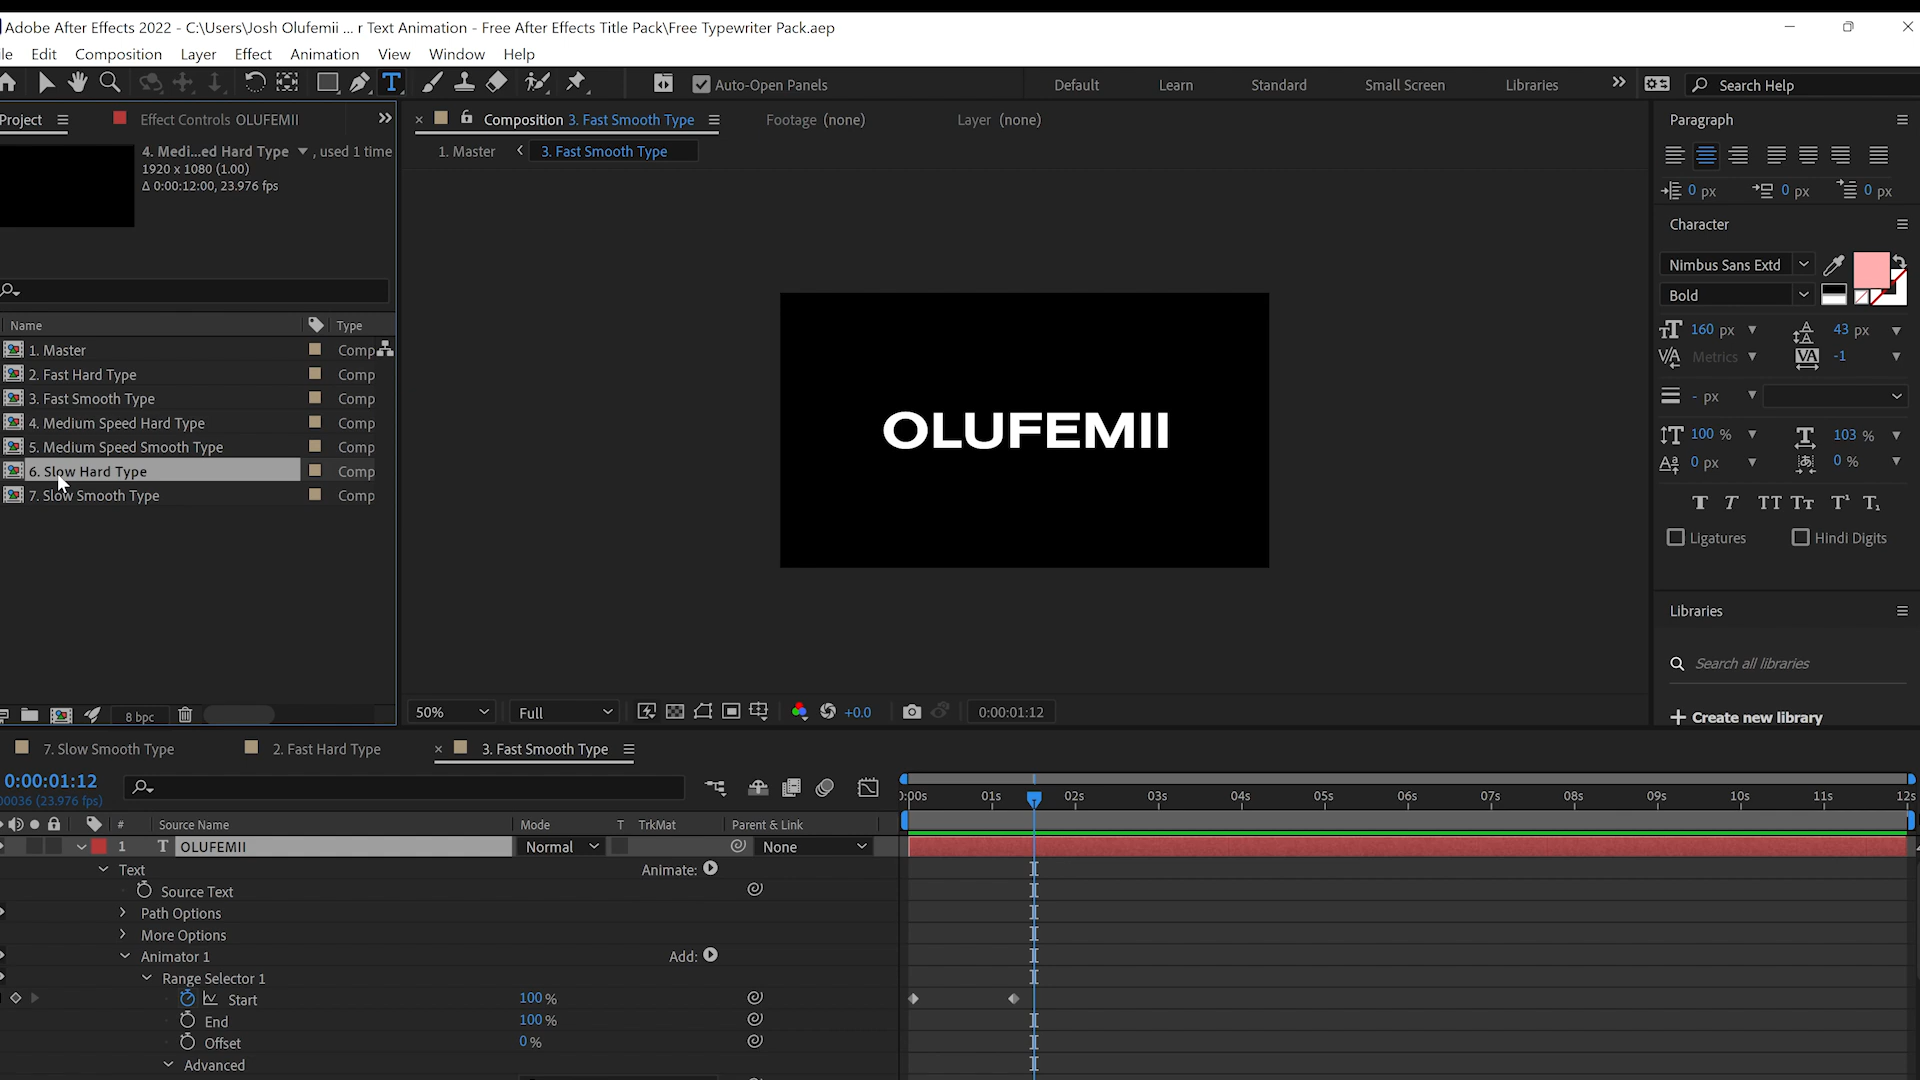 Adobe After Effects 2022 - C:\Users\Josh Olufemii ... r Text Animation - Free After Effects Title Pack\Free Typewriter Pack.aep
Edit Composition Layer Effect Animation View Window Help
Auto-Open Panels Default Learn Standard Small Screen Libraries Search Help
Project Effect Controls OLUFEMII
Composition 3. Fast Smooth Type Footage (none) Layer (none)
1. Master 3. Fast Smooth Type
4. Medi...ed Hard Type , used 1 time
1920 x 1080 (1.00)
Δ 0:00:12:00, 23.976 fps
Name Type
1. Master Comp
2. Fast Hard Type Comp
3. Fast Smooth Type Comp
4. Medium Speed Hard Type Comp
5. Medium Speed Smooth Type Comp
6. Slow Hard Type Comp
7. Slow Smooth Type Comp
8 bpc
OLUFEMII
50% Full +0.0 0:00:01:12
Paragraph
0 px 0 px 0 px
Character
Nimbus Sans Extd
Bold
160 px 43 px
Metrics -1
- px
100 % 103 %
0 px 0 %
Ligatures Hindi Digits
Libraries
Search all libraries
Create new library
7. Slow Smooth Type 2. Fast Hard Type 3. Fast Smooth Type
0:00:01:12
00036 (23.976 fps)
01s 02s 03s 04s 05s 06s 07s 08s 09s 10s 11s 12s
# Source Name Mode T TrkMat Parent & Link
1 T OLUFEMII Normal None
Text Animate:
Source Text
Path Options
More Options
Animator 1 Add:
Range Selector 1
Start 100 %
End 100 %
Offset 0 %
Advanced